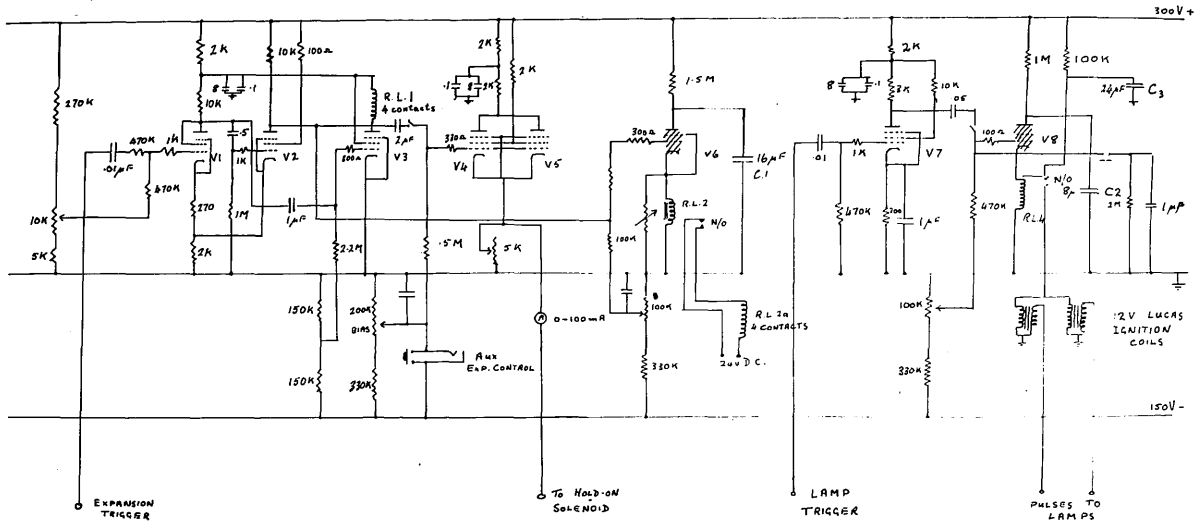 300V+
2K
10K
100Ω
2K
2K
1.5M
2K
1M
100K
270K
8
.1
10K
R.L.1
4 contacts
.1
8
2K
8
.1
3K
10K
24μF
C3
.05
470K
1K
.5
1K
V1
V2
V3
800Ω
2μF
330Ω
V4
V5
300Ω
V6
16μF
C.1
.01
1K
V7
100Ω
V8
.01μF
470K
10K
5K
270
2K
1M
1μF
2.2M
.5M
5K
100K
R.L.2
N/O
470K
200
1μF
470K
RL4
N/O
8μ
C2
2M
1μF
150K
200K
BIAS
0-100mA
100K
R.L.2a
4 CONTACTS
100K
12V LUCAS
IGNITION
COILS
150K
330K
AUX
EXP. CONTROL
330K
24V D.C.
330K
150V-
EXPANSION
TRIGGER
TO HOLD-ON
SOLENOID
LAMP
TRIGGER
PULSES TO
LAMPS